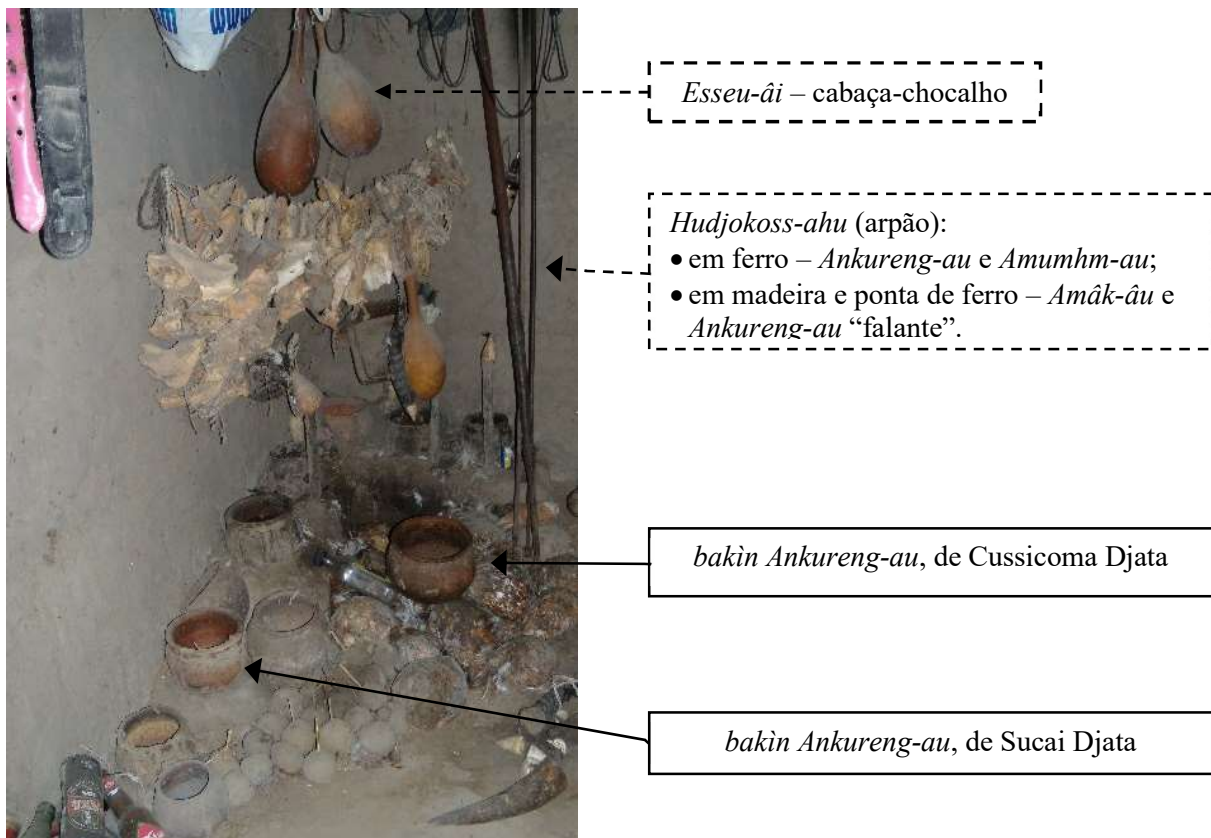 Esseu-âi – cabaça-chocalho
Hudjokoss-ahu (arpão):
• em ferro – Ankureng-au e Amumhm-au;
• em madeira e ponta de ferro – Amâk-âu e
Ankureng-au “falante”.
bakìn Ankureng-au, de Cussicoma Djata
bakìn Ankureng-au, de Sucai Djata